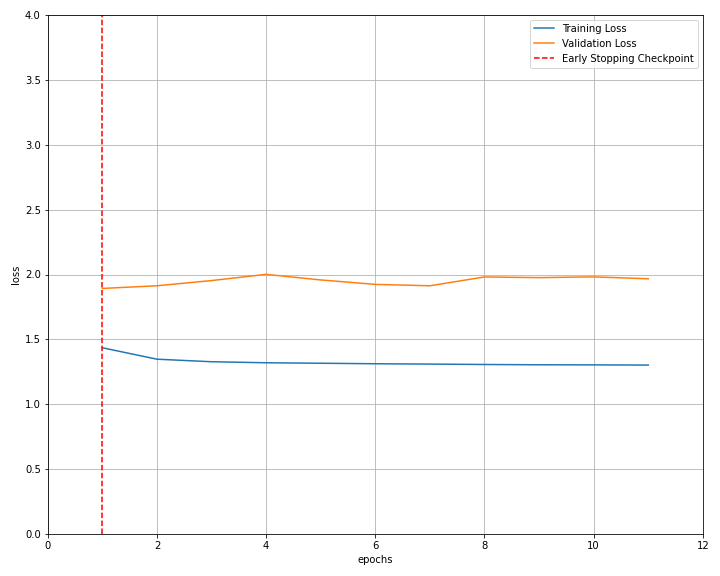 Training Loss
Validation Loss
Early Stopping Checkpoint
4.0
3.5
3.0
2.5
2.0
1.5
1.0
0.5
0.0
loss
0 2 4 6 8 10 12
epochs